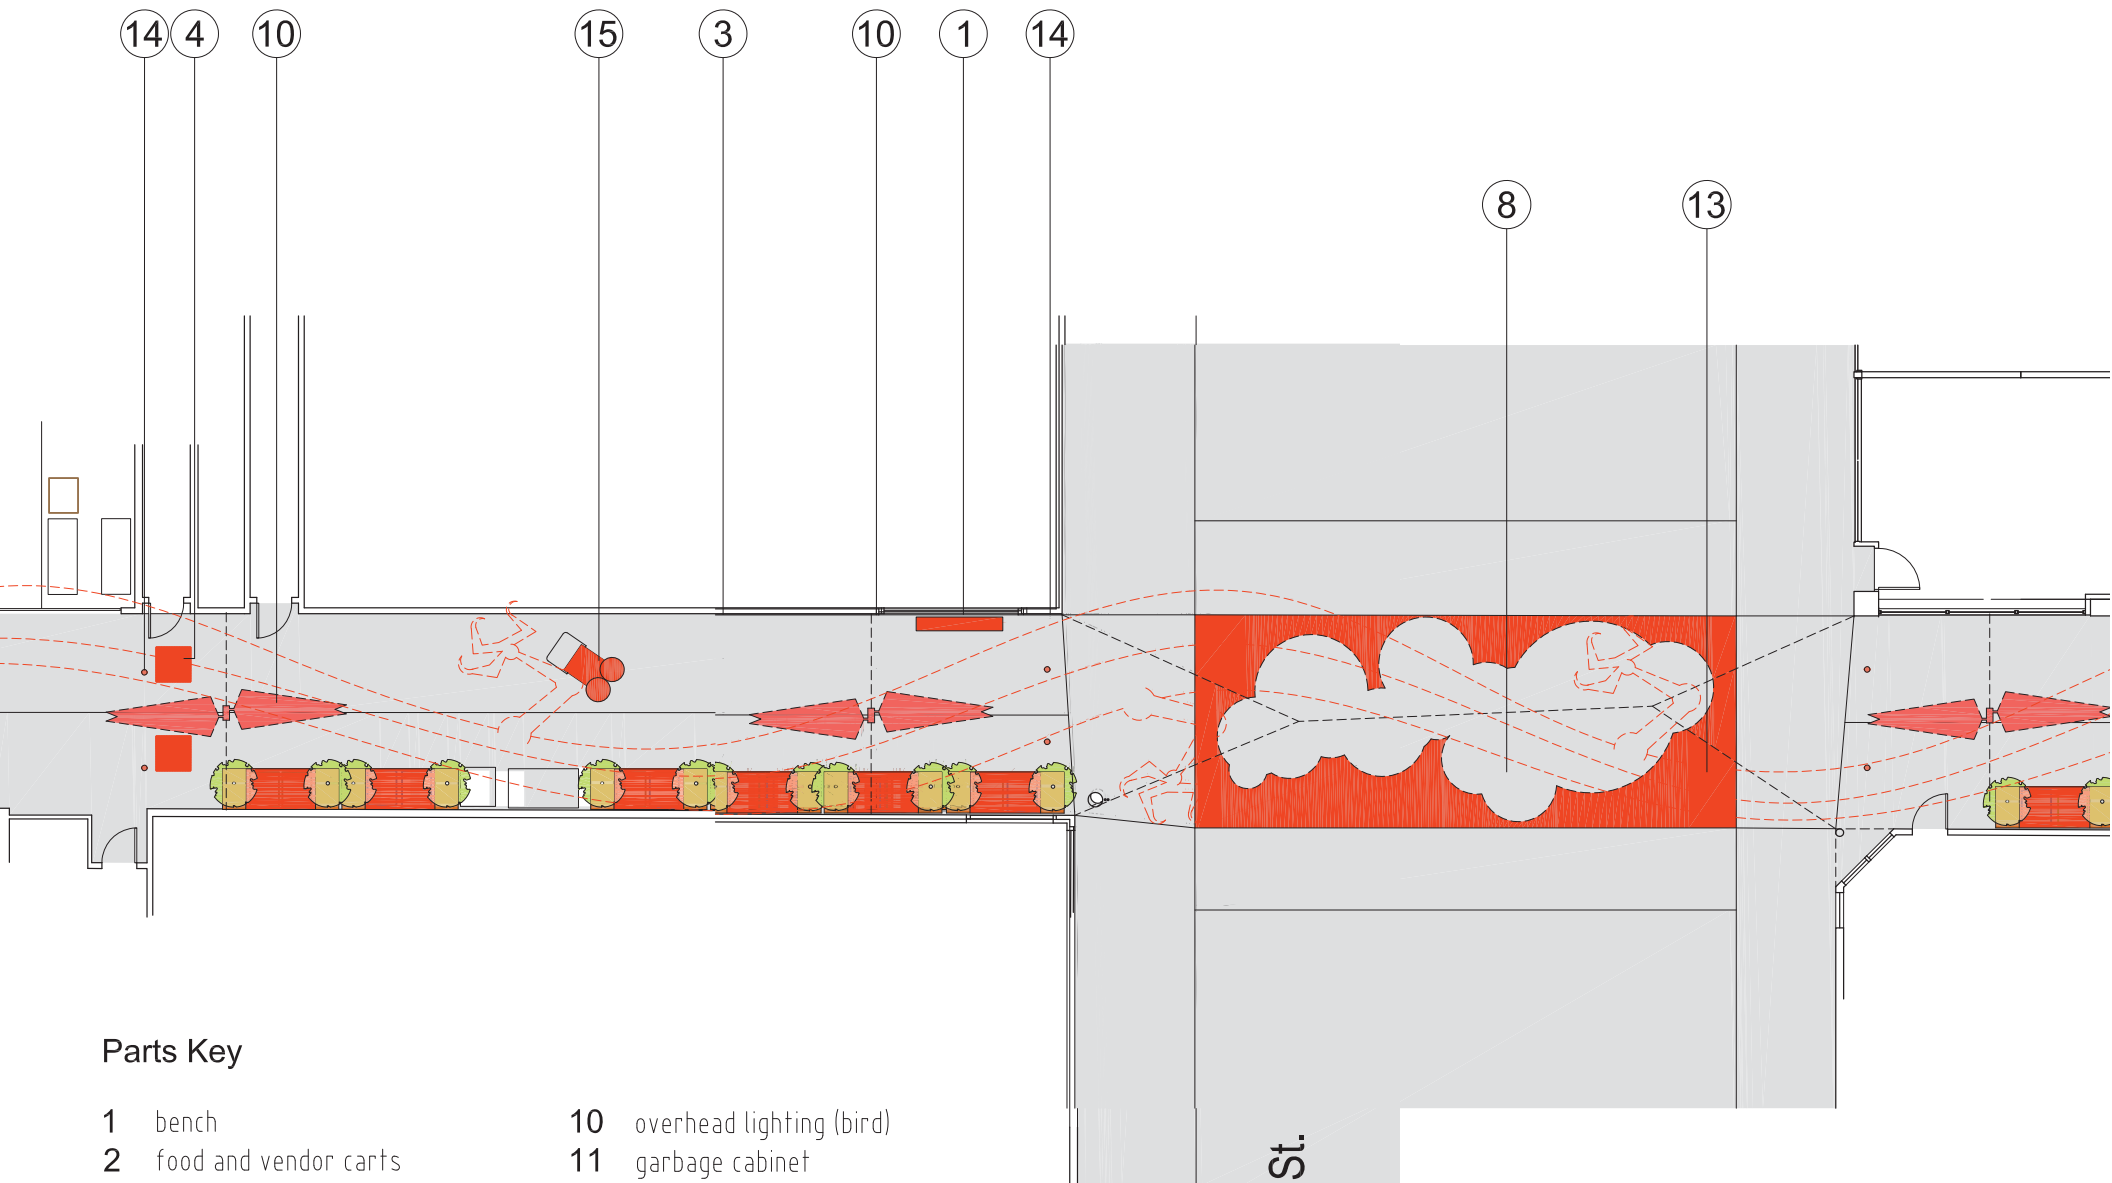 14 4 10 15 3 10 1 14
8 13
Parts Key
1 bench
2 food and vendor carts
10 overhead lighting (bird)
11 garbage cabinet
St.